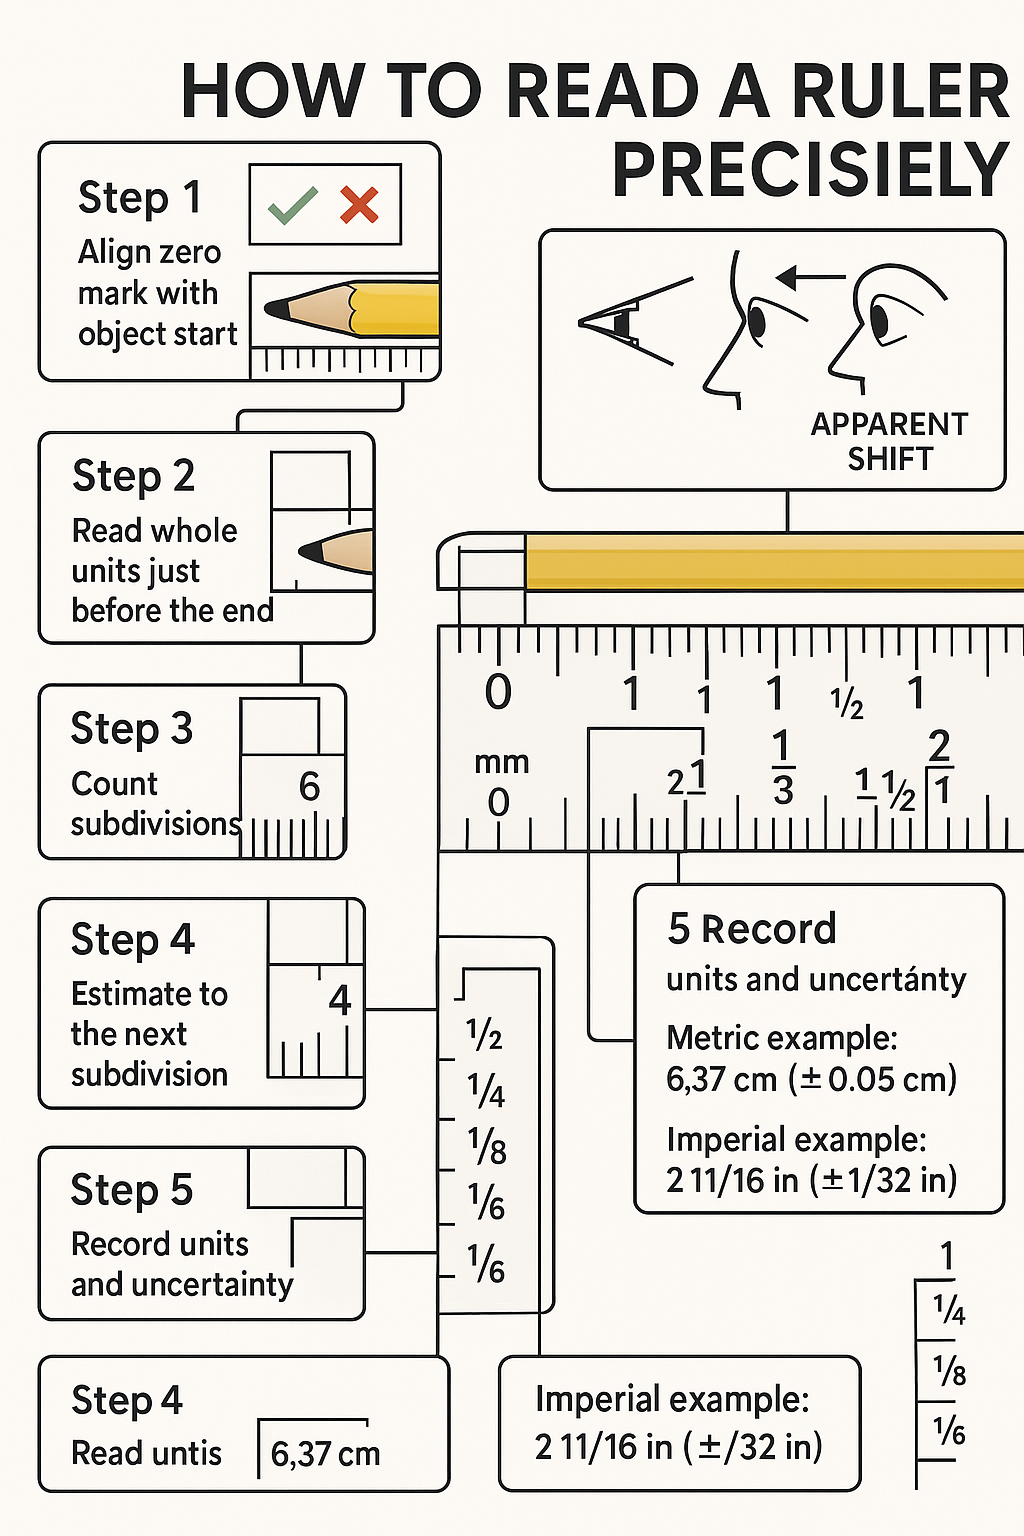 HOW TO READ A RULER
PRECISIELY
Step 1
Align zero
mark with
object start
APPARENT
SHIFT
Step 2
Read whole
units just
before the end
Step 3
Count
subdivisions
6
0 1 1 1 ½ 1
mm
0
2 1
1
3
1 ½
2
1
Step 4
Estimate to
the next
subdivision
4
½
¼
⅛
⅙
⅙
5 Record
units and uncertánty
Metric example:
6,37 cm (± 0.05 cm)
Imperial example:
2 11/16 in (± 1/32 in)
Step 5
Record units
and uncertainty
Step 4
Read untis
6,37 cm
Imperial example:
2 11/16 in (±/32 in)
1
¼
⅛
⅙